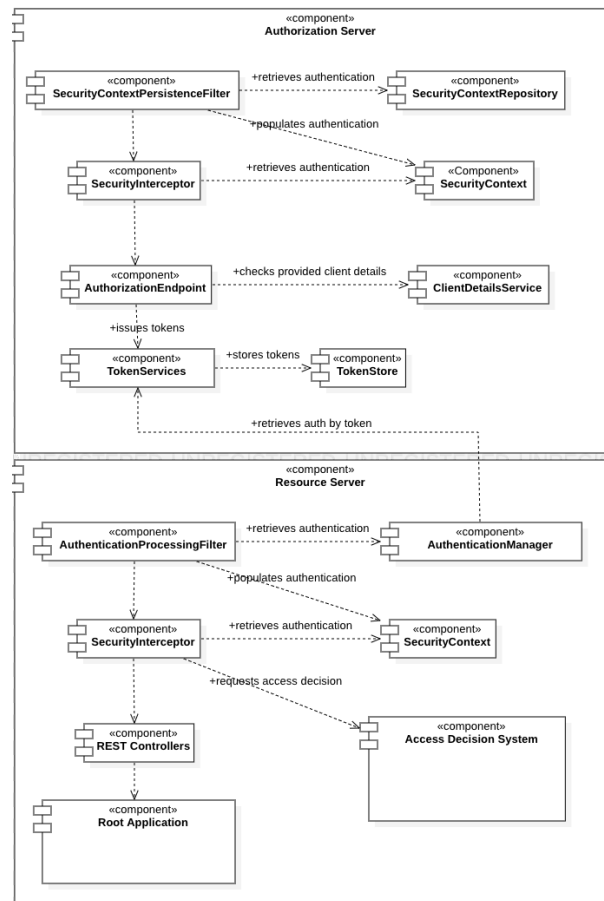 «component»
Authorization Server
«component»
SecurityContextPersistenceFilter
+retrieves authentication
«component»
SecurityContextRepository
+populates authentication
«component»
SecurityInterceptor
+retrieves authentication
«Component»
SecurityContext
«component»
AuthorizationEndpoint
+checks provided client details
«component»
ClientDetailsService
+issues tokens
«component»
TokenServices
+stores tokens
«component»
TokenStore
+retrieves auth by token
«component»
Resource Server
«component»
AuthenticationProcessingFilter
+retrieves authentication
«component»
AuthenticationManager
+populates authentication
«component»
SecurityInterceptor
+retrieves authentication
«component»
SecurityContext
+requests access decision
«component»
REST Controllers
«component»
Access Decision System
«component»
Root Application